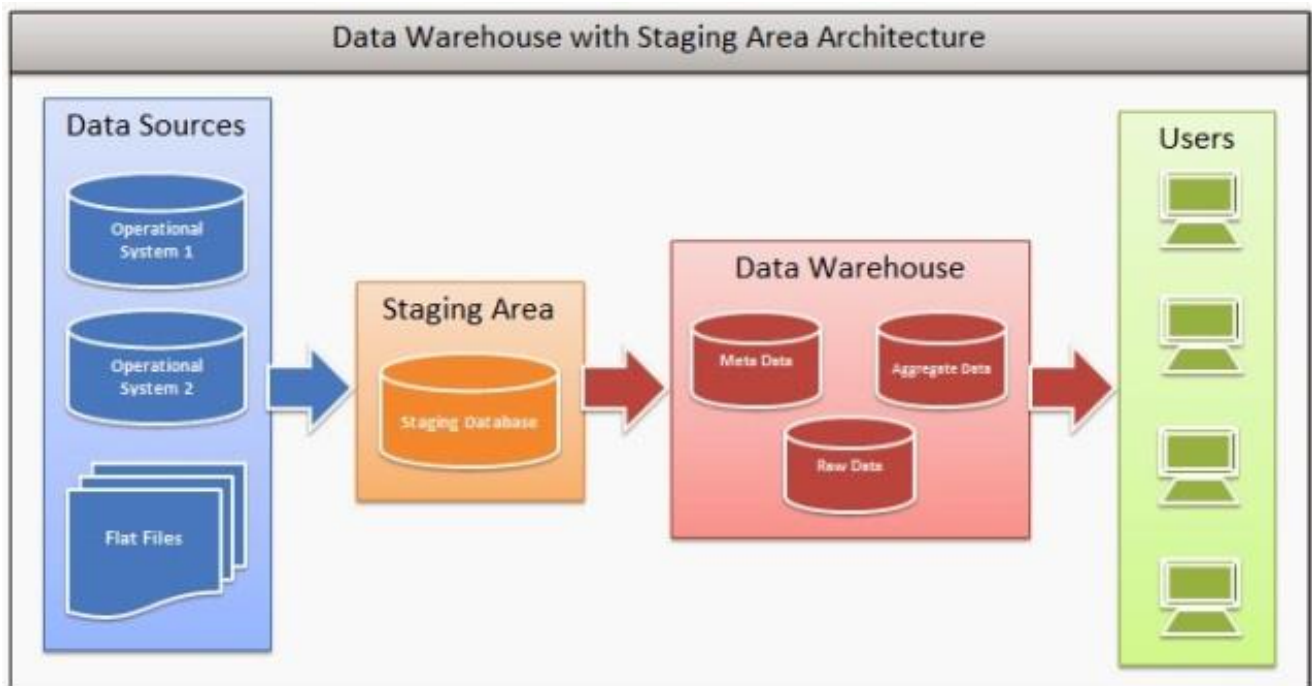 Data Warehouse with Staging Area Architecture
Data Sources
Operational
System 1
Operational
System 2
Flat Files
Staging Area
Staging Database
Data Warehouse
Meta Data
Aggregate Data
Raw Data
Users